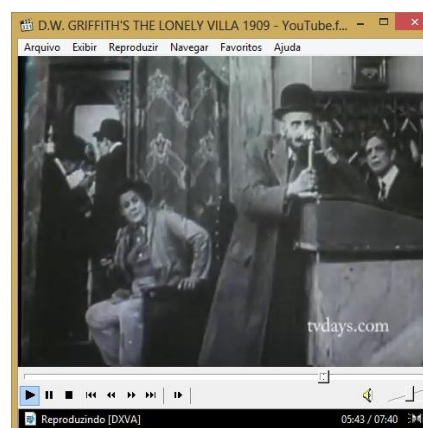 D.W. GRIFFITH'S THE LONELY VILLA 1909 - YouTube.f...
Arquivo Exibir Reproduzir Navegar Favoritos Ajuda
tvdays.com
Reproduzindo [DXVA]
05:43 / 07:40